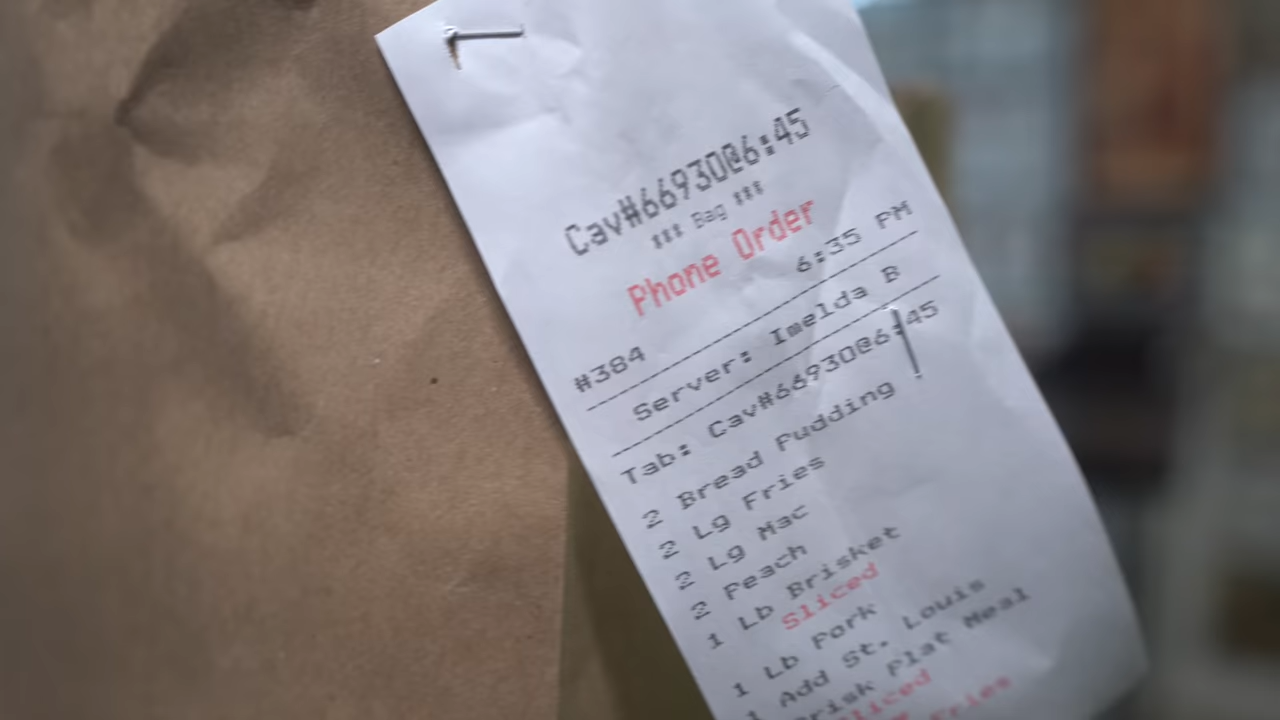 Cav#66930@6:45
*** Bag ***
Phone Order
#384 6:35 PM
Server: Imelda B
Tab: Cav#66930@6:45
2 Bread Pudding
2 Lg Fries
2 Lg Mac
2 Peach
1 Lb Brisket
Sliced
1 Lb Pork
1 Add St. Louis
Brisk Plat Meal
Sliced
Fries